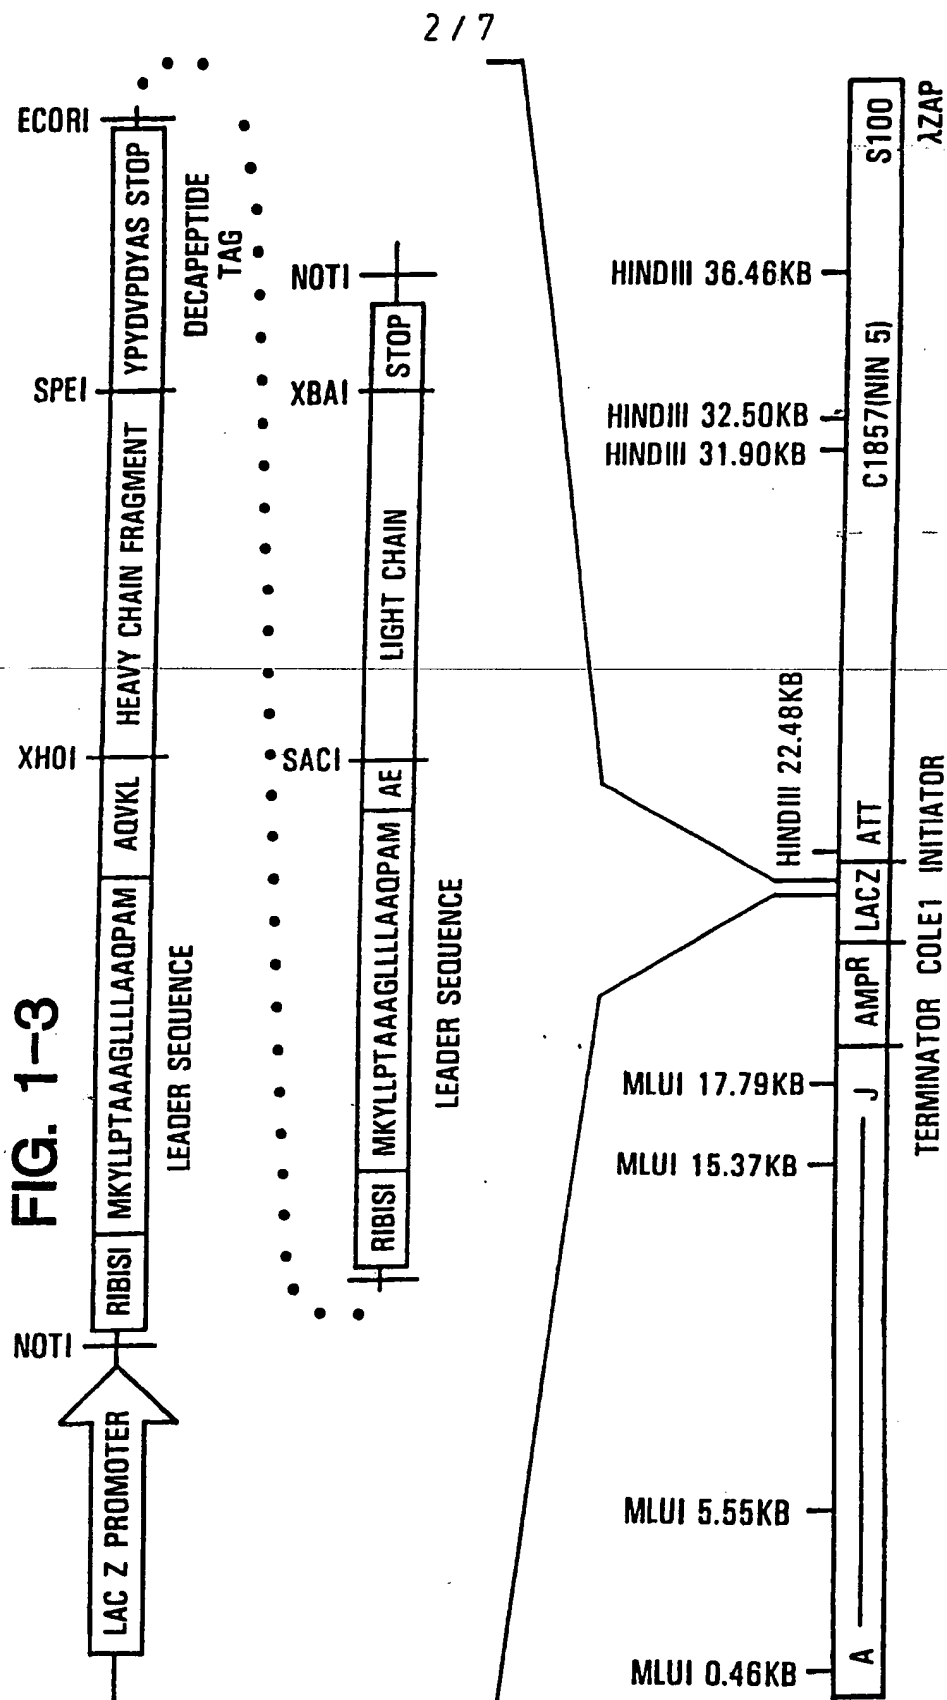 2 / 7
FIG. 1-3
LAC Z PROMOTER
NOTI
RIBISI
MKYLLPTAAAGLLLLAAQPAM
AQVKL
XHOI
HEAVY CHAIN FRAGMENT
SPEI
YPYDVPDYAS STOP
ECORI
LEADER SEQUENCE
DECAPEPTIDE
TAG
RIBISI
MKYLLPTAAAGLLLLAAQPAM
AE
SACI
LIGHT CHAIN
XBAI
STOP
NOTI
LEADER SEQUENCE
MLUI 0.46KB
MLUI 5.55KB
MLUI 15.37KB
MLUI 17.79KB
HINDIII 22.48KB
HINDIII 31.90KB
HINDIII 32.50KB
HINDIII 36.46KB
A
J
AMPR
LACZ
ATT
C1857(NIN 5)
S100
TERMINATOR COLE1 INITIATOR
λZAP